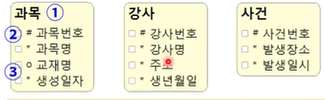 과목 ①
② # 과목번호
* 과목명
③ o 교재명
* 생성일자
강사
# 강사번호
* 강사명
* 주소
* 생년월일
사건
# 사건번호
* 발생장소
* 발생일시